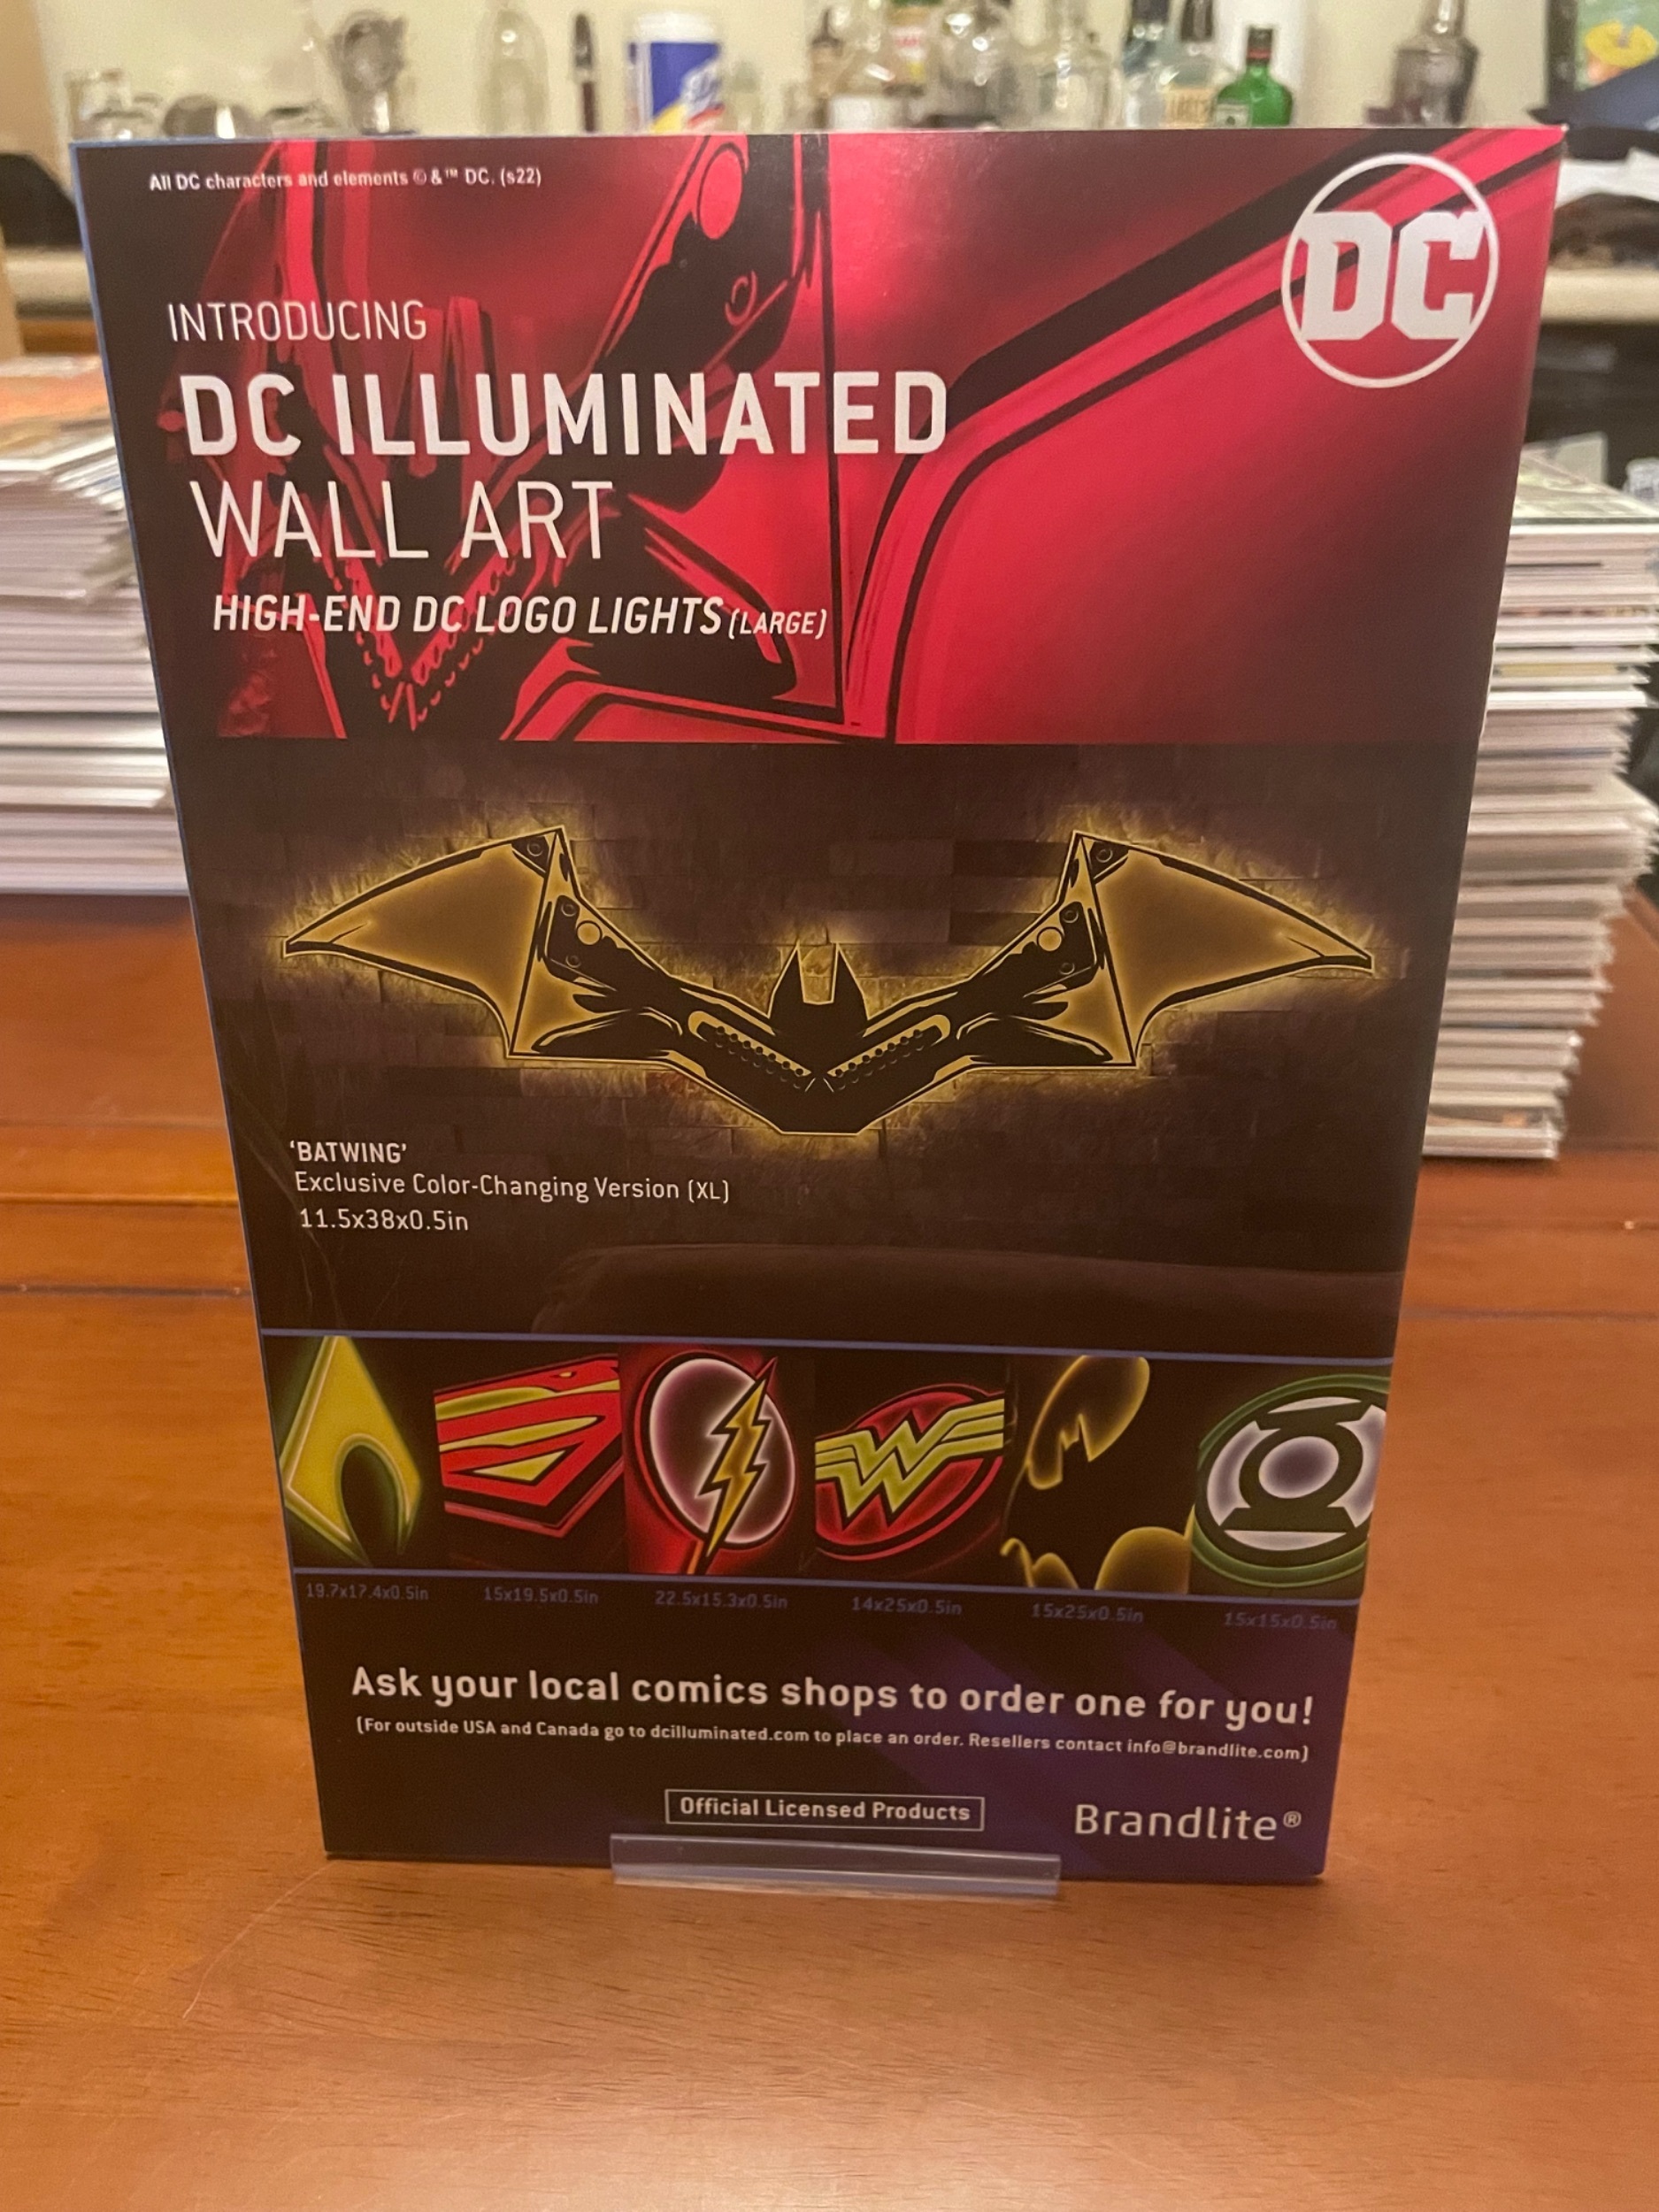 All DC characters and elements © & ™ DC. (s22)
DC
INTRODUCING
DC ILLUMINATED
WALL ART
HIGH-END DC LOGO LIGHTS (LARGE)
'BATWING'
Exclusive Color-Changing Version (XL)
11.5x38x0.5in
19.7x17.4x0.5in 15x19.5x0.5in 22.5x15.3x0.5in 14x25x0.5in 15x25x0.5in 15x15x0.5in
Ask your local comics shops to order one for you!
(For outside USA and Canada go to dcilluminated.com to place an order. Resellers contact info@brandlite.com)
Official Licensed Products
Brandlite®